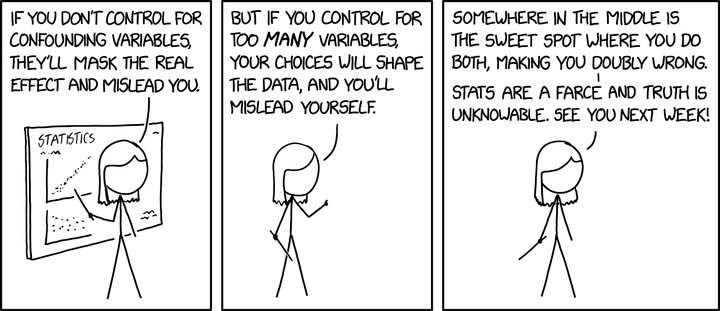 IF YOU DON'T CONTROL FOR
CONFOUNDING VARIABLES,
THEY'LL MASK THE REAL
EFFECT AND MISLEAD YOU.
STATISTICS
BUT IF YOU CONTROL FOR
TOO MANY VARIABLES,
YOUR CHOICES WILL SHAPE
THE DATA, AND YOU'LL
MISLEAD YOURSELF.
SOMEWHERE IN THE MIDDLE IS
THE SWEET SPOT WHERE YOU DO
BOTH, MAKING YOU DOUBLY WRONG.
STATS ARE A FARCE AND TRUTH IS
UNKNOWABLE. SEE YOU NEXT WEEK!